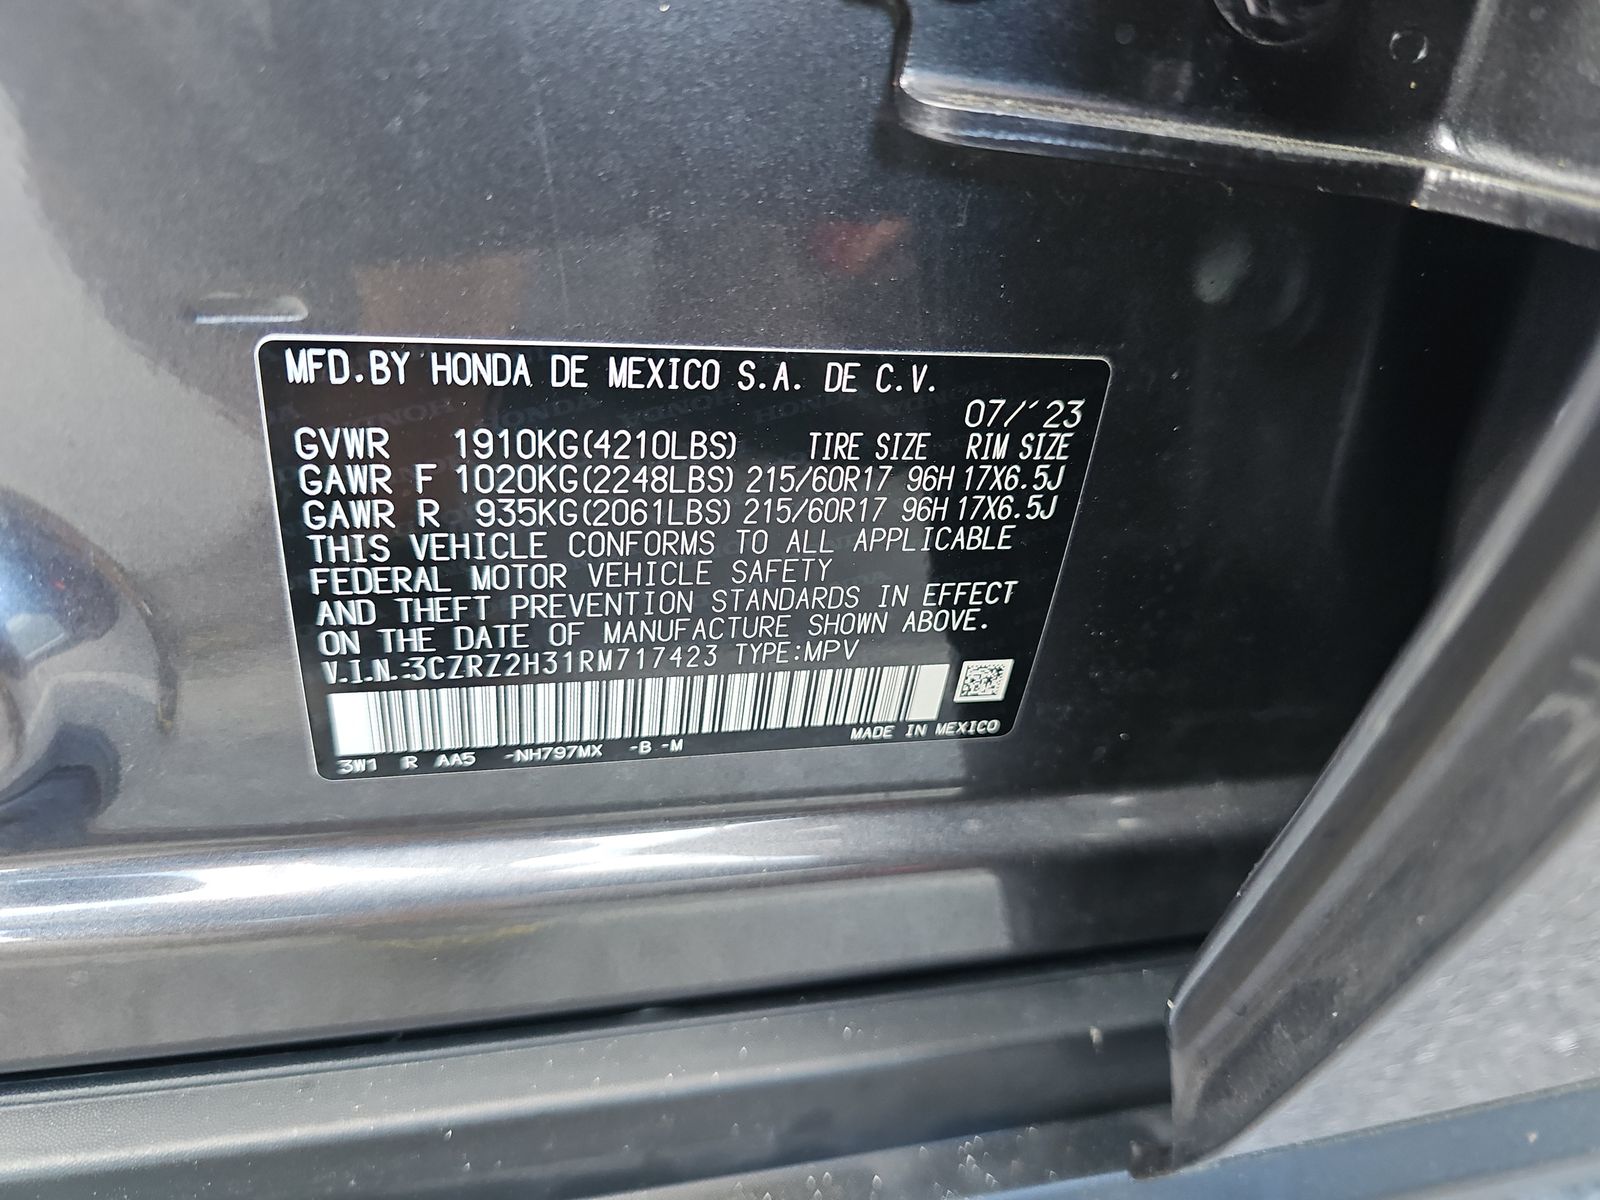 MFD.BY HONDA DE MEXICO S.A. DE C.V.
07/'23
GVWR 1910KG(4210LBS) TIRE SIZE RIM SIZE
GAWR F 1020KG(2248LBS) 215/60R17 96H 17X6.5J
GAWR R 935KG(2061LBS) 215/60R17 96H 17X6.5J
THIS VEHICLE CONFORMS TO ALL APPLICABLE
FEDERAL MOTOR VEHICLE SAFETY
AND THEFT PREVENTION STANDARDS IN EFFECT
ON THE DATE OF MANUFACTURE SHOWN ABOVE.
V.I.N.:3CZRZ2H31RM717423 TYPE:MPV
MADE IN MEXICO
3W1 R AA5 -NH797MX -B -M